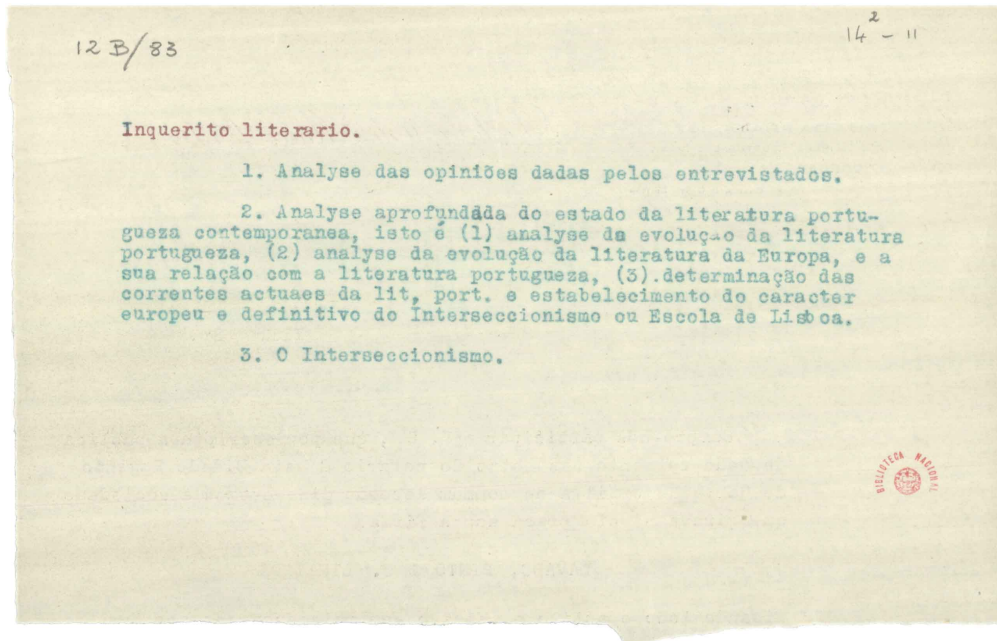 12 B/83
14² - 11
Inquerito literario.
1. Analyse das opiniões dadas pelos entrevistados.
2. Analyse aprofundada do estado da literatura portu-
gueza contemporanea, isto é (1) analyse da evolução da literatura
portugueza, (2) analyse da evolução da literatura da Europa, e a
sua relação com a literatura portugueza, (3).determinação das
correntes actuaes da lit, port. e estabelecimento do caracter
europeu e definitivo do Interseccionismo ou Escola de Lisboa.
3. O Interseccionismo.
BIBLIOTECA NACIONAL